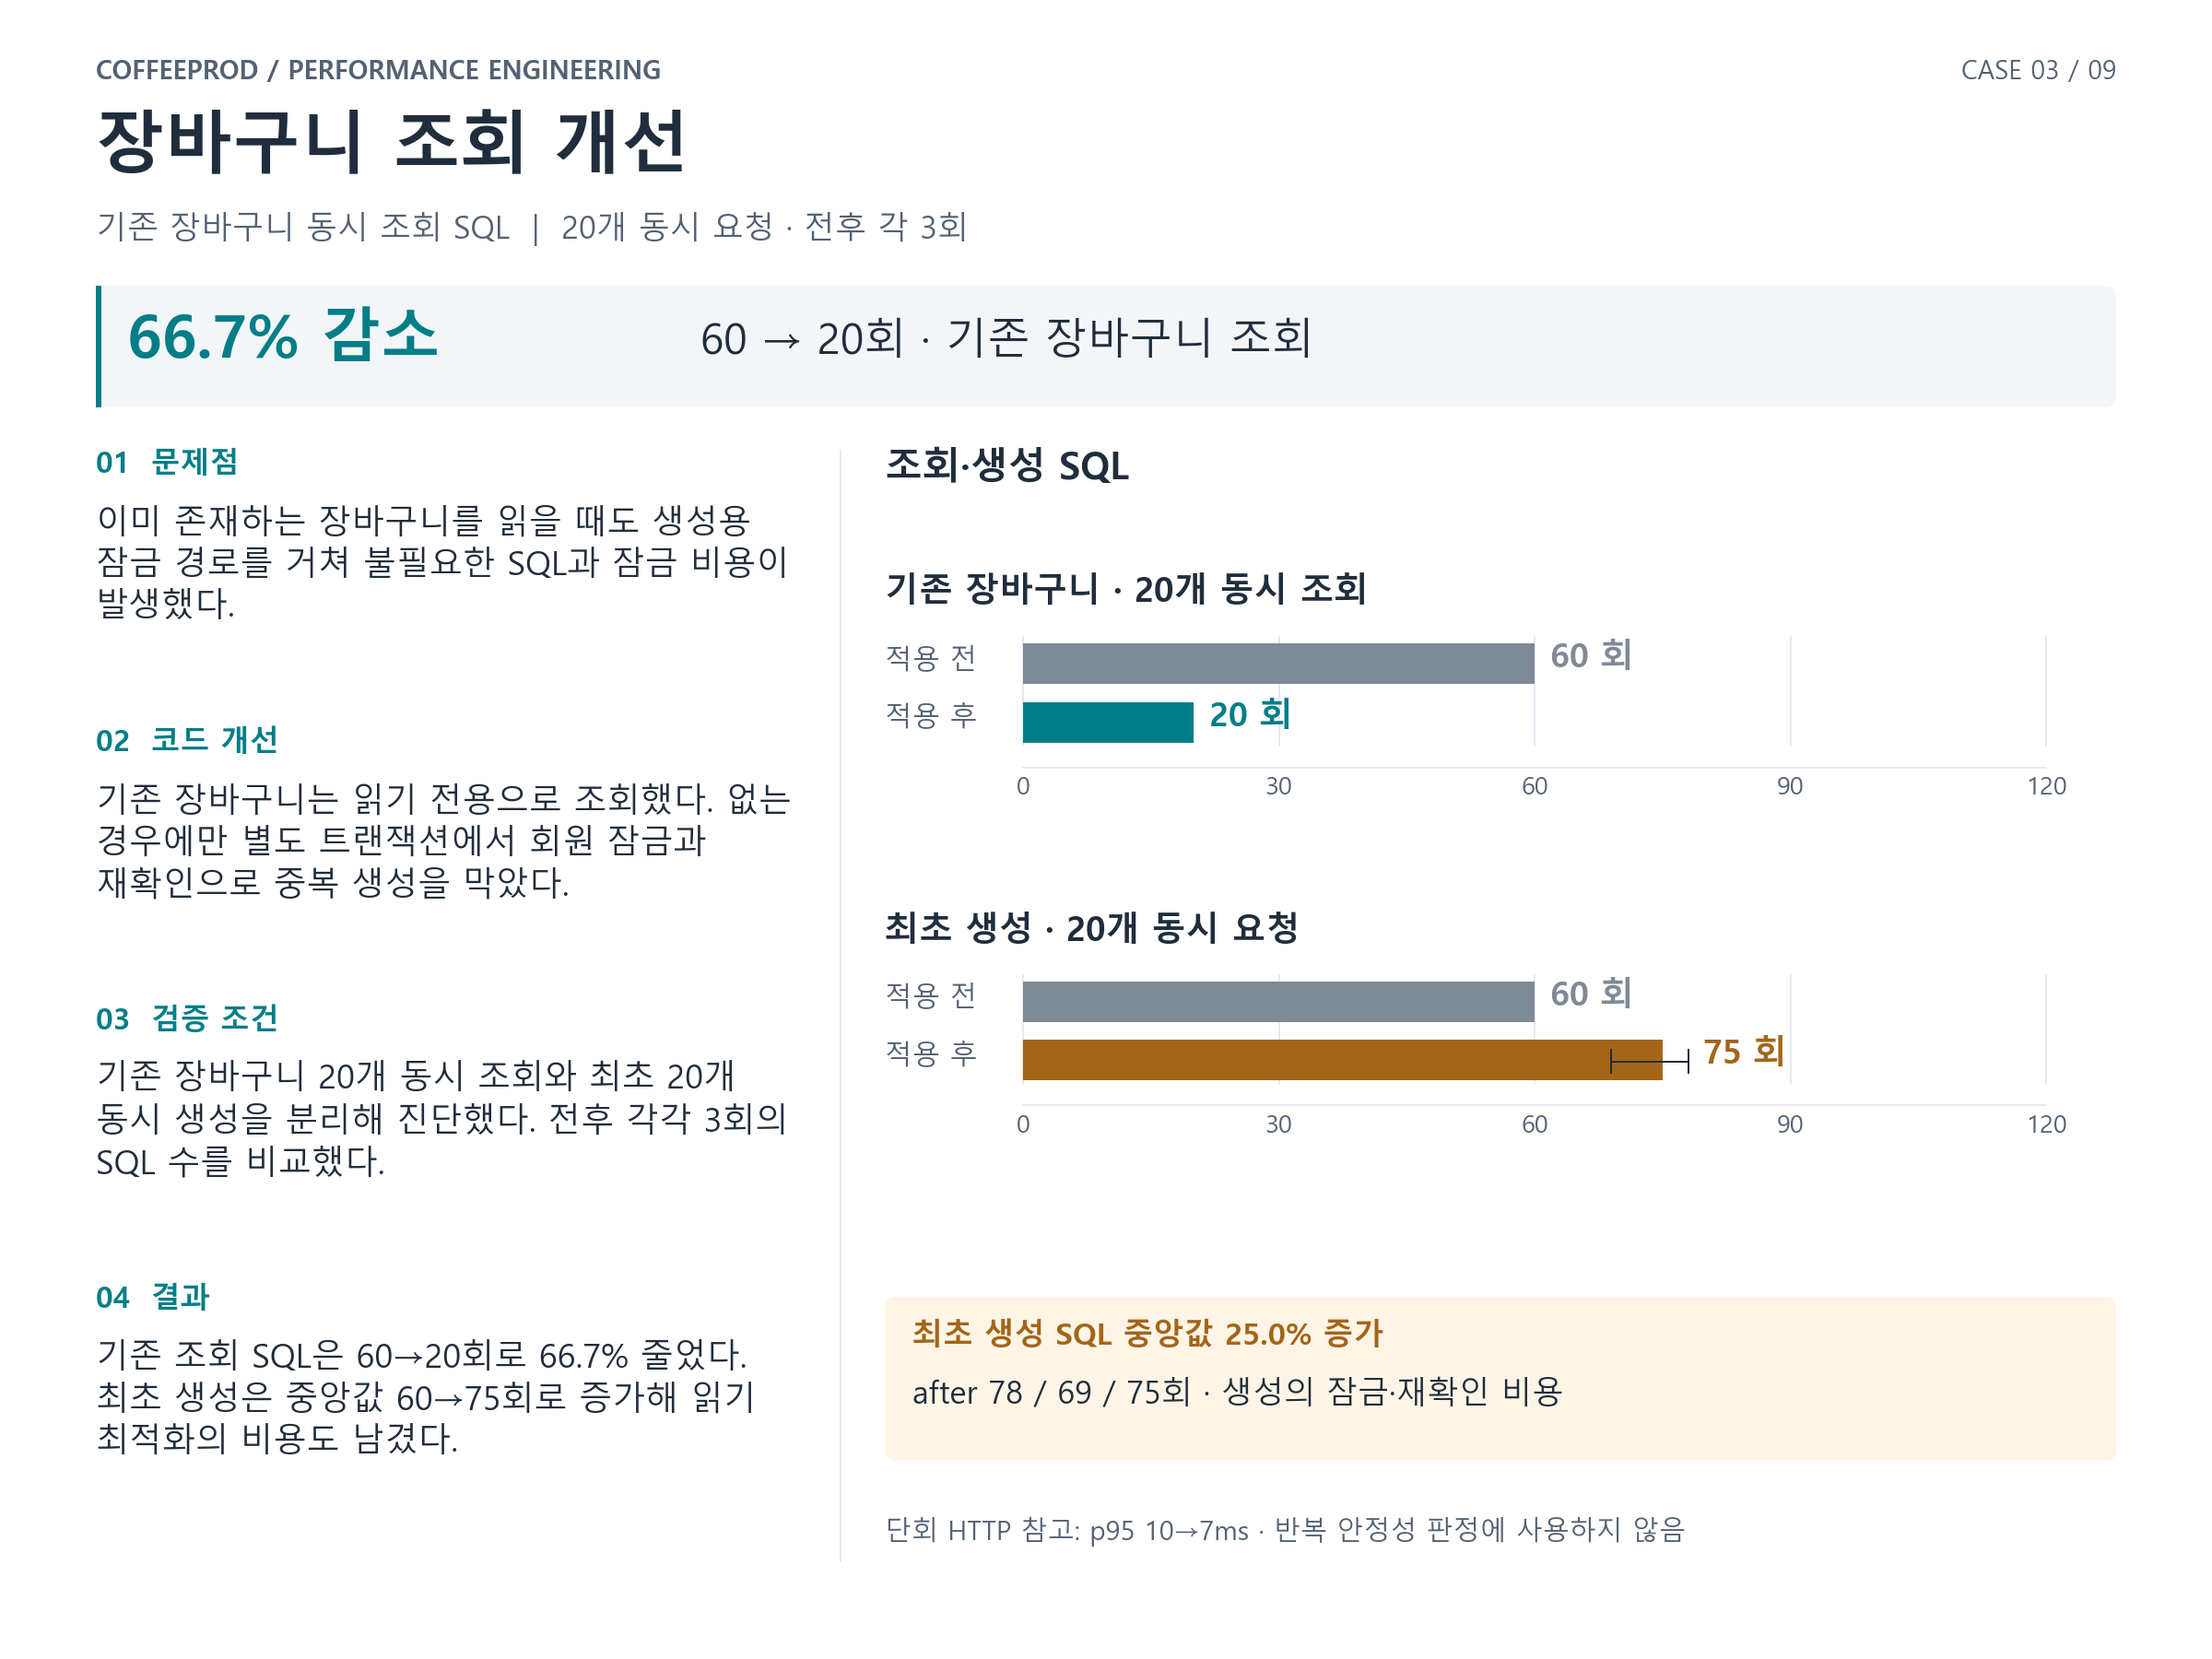 COFFEEPROD / PERFORMANCE ENGINEERING
CASE 03 / 09
장바구니 조회 개선
기존 장바구니 동시 조회 SQL | 20개 동시 요청 · 전후 각 3회
66.7% 감소
60 → 20회 · 기존 장바구니 조회
01 문제점
이미 존재하는 장바구니를 읽을 때도 생성용
잠금 경로를 거쳐 불필요한 SQL과 잠금 비용이
발생했다.
02 코드 개선
기존 장바구니는 읽기 전용으로 조회했다. 없는
경우에만 별도 트랜잭션에서 회원 잠금과
재확인으로 중복 생성을 막았다.
03 검증 조건
기존 장바구니 20개 동시 조회와 최초 20개
동시 생성을 분리해 진단했다. 전후 각각 3회의
SQL 수를 비교했다.
04 결과
기존 조회 SQL은 60→20회로 66.7% 줄었다.
최초 생성은 중앙값 60→75회로 증가해 읽기
최적화의 비용도 남겼다.
조회·생성 SQL
기존 장바구니 · 20개 동시 조회
적용 전 60 회
적용 후 20 회
0 30 60 90 120
최초 생성 · 20개 동시 요청
적용 전 60 회
적용 후 75 회
0 30 60 90 120
최초 생성 SQL 중앙값 25.0% 증가
after 78 / 69 / 75회 · 생성의 잠금·재확인 비용
단회 HTTP 참고: p95 10→7ms · 반복 안정성 판정에 사용하지 않음